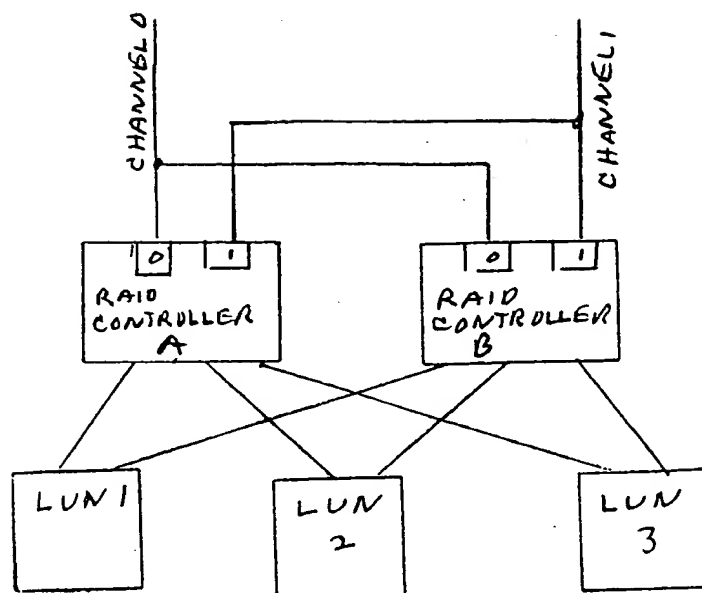 CHANNEL 0
CHANNEL 1
0
1
RAID
CONTROLLER
A
0
1
RAID
CONTROLLER
B
LUN 1
LUN
2
LUN
3